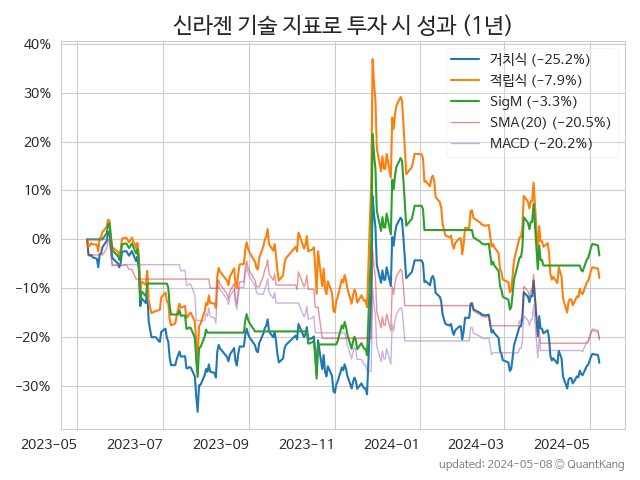 신라젠 기술 지표로 투자 시 성과 (1년)
40%
30%
20%
10%
0%
−10%
−20%
−30%
거치식 (−25.2%)
적립식 (−7.9%)
SigM (−3.3%)
SMA(20) (−20.5%)
MACD (−20.2%)
2023-05
2023-07
2023-09
2023-11
2024-01
2024-03
2024-05
updated: 2024-05-08 © QuantKang